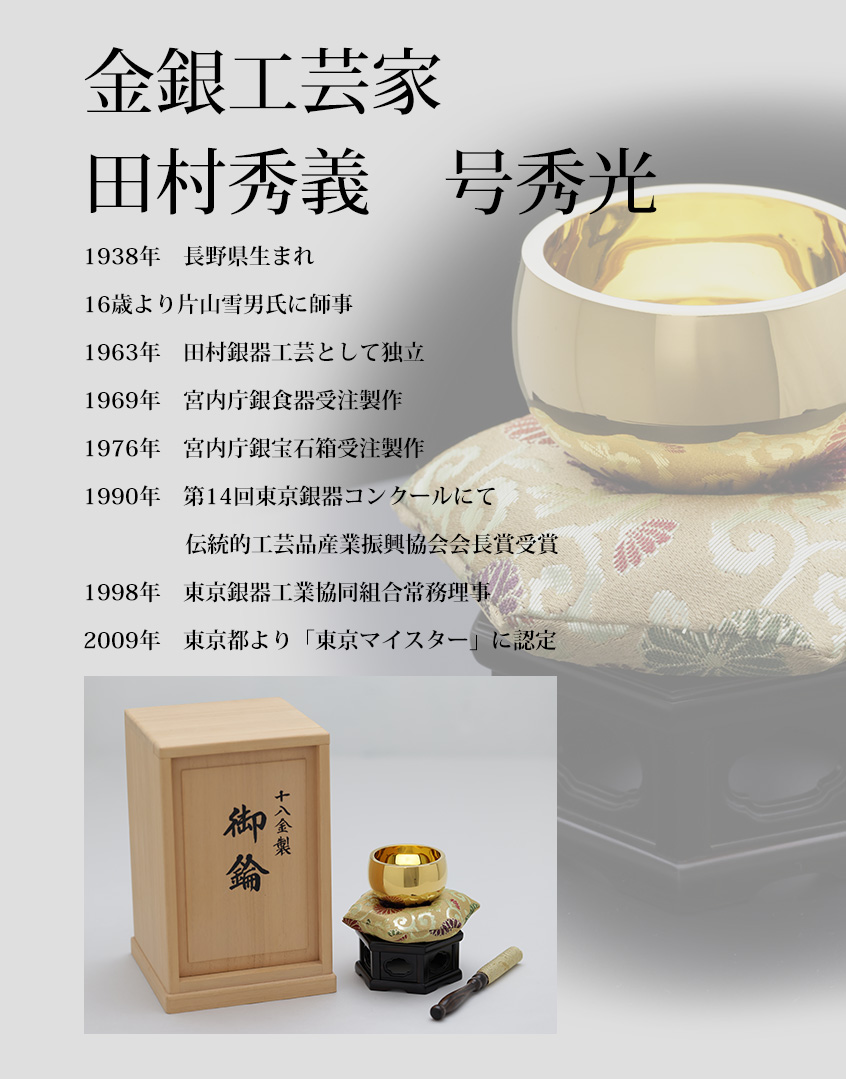 金銀工芸家
田村秀義　号秀光
1938年　長野県生まれ
16歳より片山雪男氏に師事
1963年　田村銀器工芸として独立
1969年　宮内庁銀食器受注製作
1976年　宮内庁銀宝石箱受注製作
1990年　第14回東京銀器コンクールにて
伝統的工芸品産業振興協会会長賞受賞
1998年　東京銀器工業協同組合常務理事
2009年　東京都より「東京マイスター」に認定
十八金製
御鈴